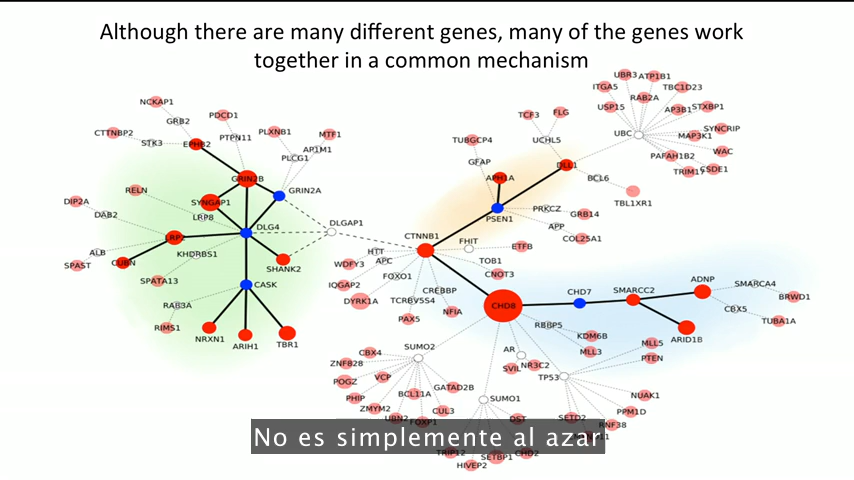 Although there are many different genes, many of the genes work
together in a common mechanism
UBR3 ATP1B1
ITGA5 TBC1D23
NCKAP1 RAB2A
USP15 AP3B1 STXBP1
GRB2 PDCD1 TCF3 FLG
CTTNBP2 PTPN11 PLXNB1 MTF1 UBC MAP3K1 SYNCRIP
STK3 EPHB2 AP1M1 TUBGCP4 UCHL5
PLCG1 GFAP DLL1 PAFAH1B2 WAC
GRIN2B APH1A BCL6 TRIM17 CSDE1
RELN GRIN2A
DIP2A SYNGAP1 TBL1XR1
DAB2 LRP8 PRKCZ GRB14
DLG4 DLGAP1 PSEN1 APP
LRP2 CTNNB1 FHIT COL25A1
ALB KHDRBS1 HTT ETFB
SPAST CUBN SHANK2 WDFY3 APC TOB1
SPATA13 CASK FOXO1 CNOT3 ADNP
IQGAP2 CREBBP CHD7 SMARCC2 SMARCA4
RAB3A DYRK1A TCRBV5S4 CHD8 BRWD1
RIMS1 PAX5 NFIA CBX5 TUBA1A
NRXN1 ARIH1 TBR1 RBBP5 KDM6B ARID1B
SUMO2 AR MLL3 MLL5
CBX4 NR3C2 PTEN
ZNF828 SVIL TP53
POGZ VCP GATAD2B
PHIP BCL11A SUMO1 NUAK1
ZMYM2 CUL3 PPM1D
UBN2 FOXP1 DST SETD2 RNF38
No es simplemente al azar
TRIP12 SETBP1 CHD2
HIVEP2